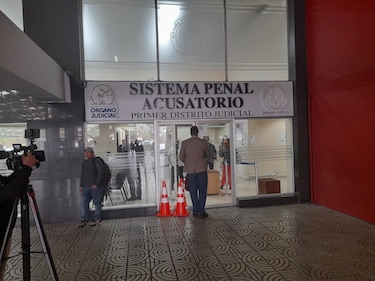 ÓRGANO
JUDICIAL
SISTEMA PENAL
ACUSATORIO
PRIMER DISTRITO JUDICIAL